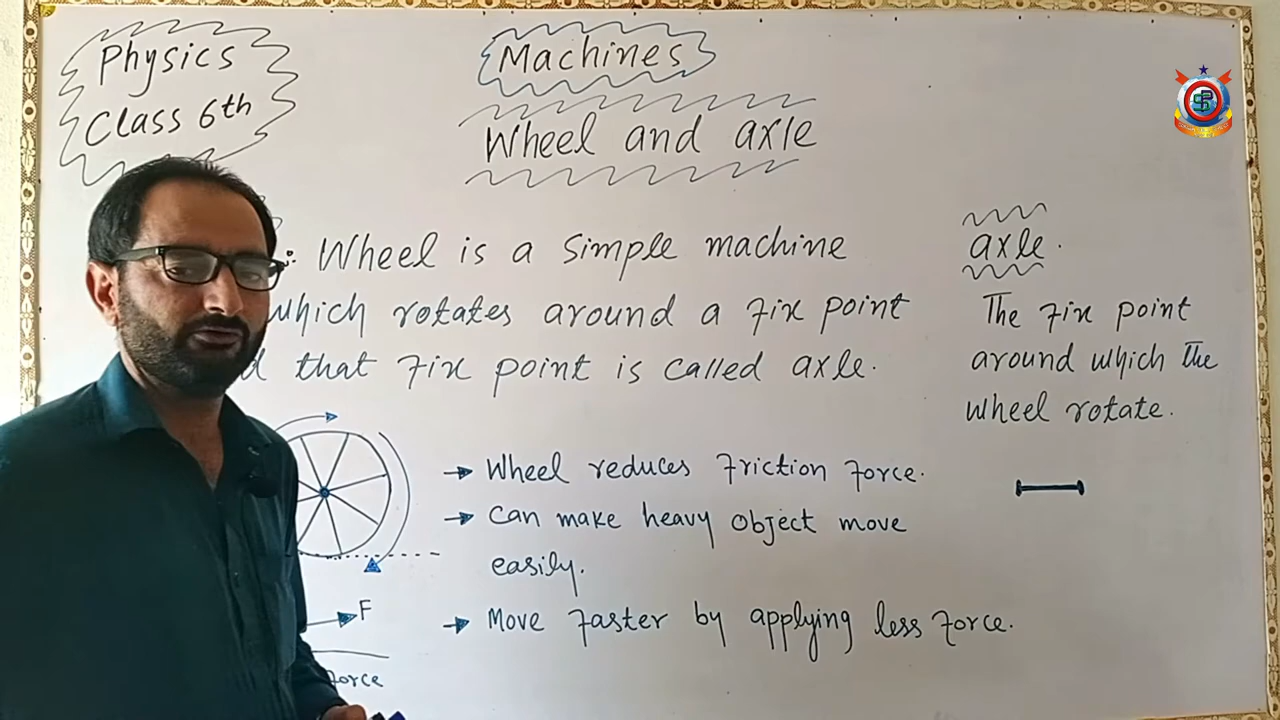 Physics
Class 6th
Machines
Wheel and axle
: Wheel is a simple machine
which rotates around a fix point
d that fix point is called axle.
axle.
The fix point
around which the
wheel rotate.
→ Wheel reduces friction force.
→ Can make heavy object move
easily.
→ Move faster by applying less force.
F
force